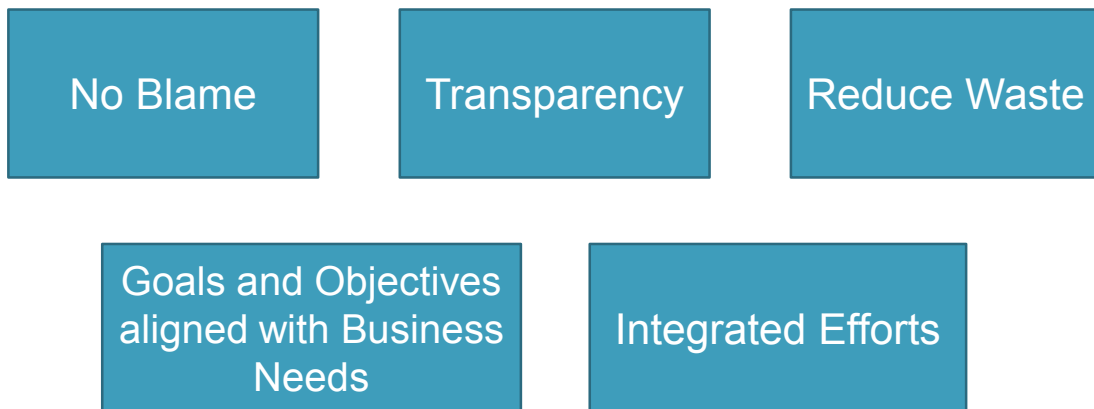 No Blame
Transparency
Reduce Waste
Goals and Objectives
aligned with Business
Needs
Integrated Efforts